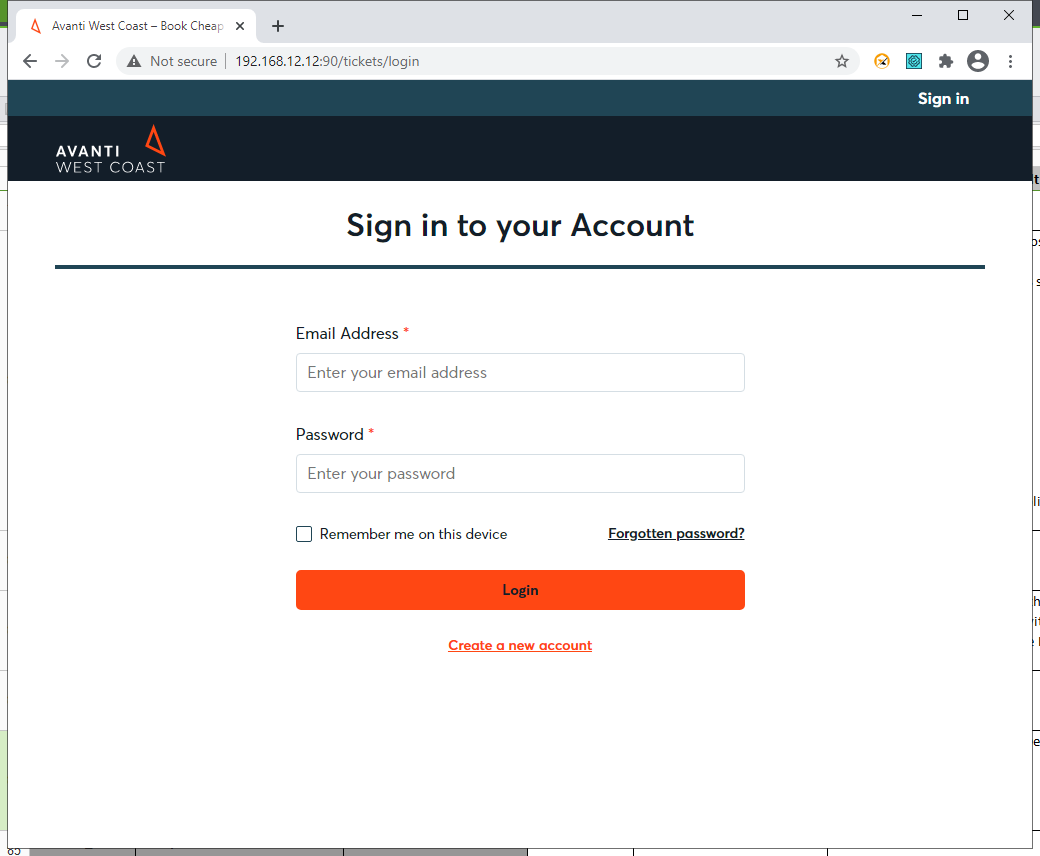 Avanti West Coast – Book Cheap
Not secure
192.168.12.12:90/tickets/login
Sign in
AVANTI
WEST COAST
Sign in to your Account
Email Address *
Enter your email address
Password *
Enter your password
Remember me on this device
Forgotten password?
Login
Create a new account